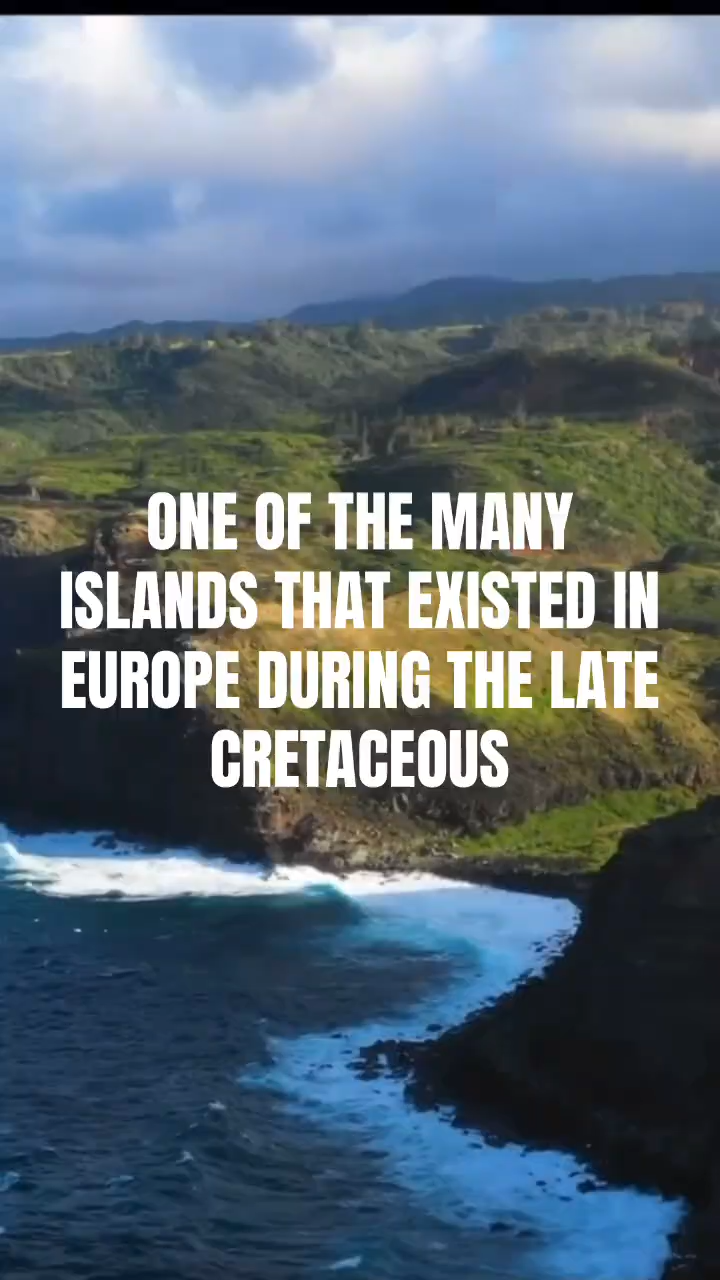 ONE OF THE MANY
ISLANDS THAT EXISTED IN
EUROPE DURING THE LATE
CRETACEOUS